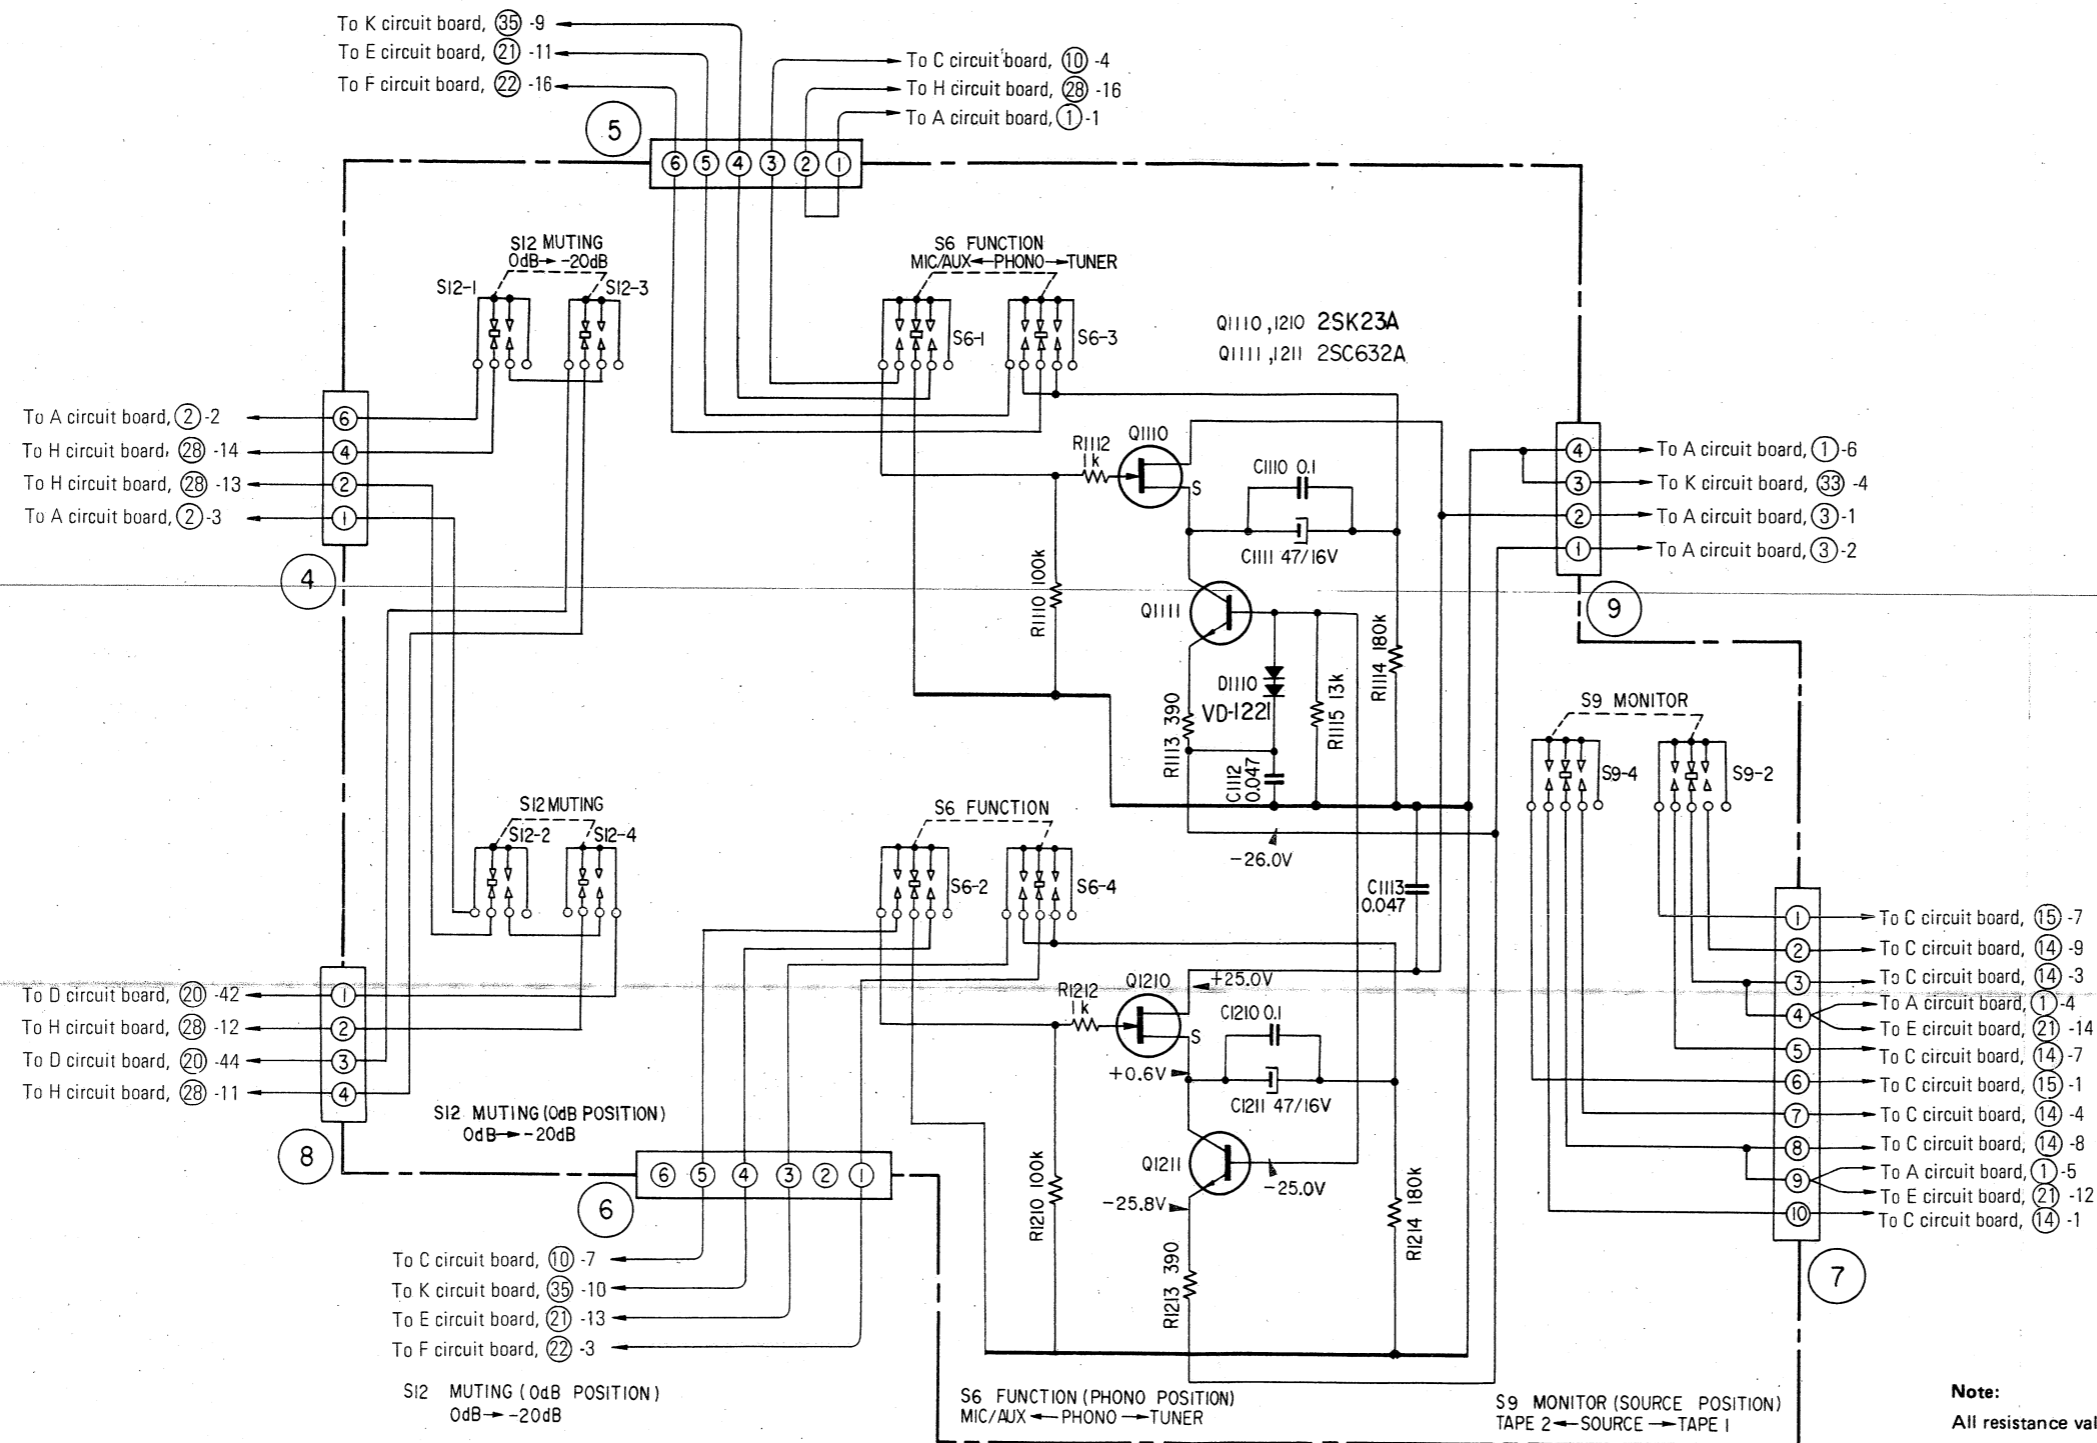 To K circuit board, 35 -9
To E circuit board, 21 -11
To F circuit board, 22 -16
To C circuit board, 10 -4
To H circuit board, 28 -16
To A circuit board, 1 -1
5
6 5 4 3 2 1
S12 MUTING
0dB→ -20dB
S12-1
S12-3
S6 FUNCTION
MIC/AUX←PHONO→TUNER
S6-1
S6-3
Q1110,1210 2SK23A
Q1111,1211 2SC632A
To A circuit board, 2 -2
To H circuit board, 28 -14
To H circuit board, 28 -13
To A circuit board, 2 -3
6
4
2
1
4
R1112
1k
Q1110
S
C1110 0.1
C1111 47/16V
R1110 100k
Q1111
D1110
VD-1221
R1113 390
C1112
0.047
R1115 13k
R1114 180k
-26.0V
C1113
0.047
4
3
2
1
To A circuit board, 1 -6
To K circuit board, 33 -4
To A circuit board, 3 -1
To A circuit board, 3 -2
9
S9 MONITOR
S9-4
S9-2
S12 MUTING
S12-2
S12-4
S6 FUNCTION
S6-2
S6-4
To D circuit board, 20 -42
To H circuit board, 28 -12
To D circuit board, 20 -44
To H circuit board, 28 -11
1
2
3
4
8
S12 MUTING (0dB POSITION)
0dB→ -20dB
R1212
1k
Q1210
+25.0V
S
C1210 0.1
+0.6V
C1211 47/16V
Q1211
-25.0V
-25.8V
R1210 100k
R1213 390
R1214 180k
1
2
3
4
5
6
7
8
9
10
To C circuit board, 15 -7
To C circuit board, 14 -9
To C circuit board, 14 -3
To A circuit board, 1 -4
To E circuit board, 21 -14
To C circuit board, 14 -7
To C circuit board, 15 -1
To C circuit board, 14 -4
To C circuit board, 14 -8
To A circuit board, 1 -5
To E circuit board, 21 -12
To C circuit board, 14 -1
7
6 5 4 3 2 1
6
To C circuit board, 10 -7
To K circuit board, 35 -10
To E circuit board, 21 -13
To F circuit board, 22 -3
S12 MUTING (0dB POSITION)
0dB→ -20dB
S6 FUNCTION (PHONO POSITION)
MIC/AUX←PHONO→TUNER
S9 MONITOR (SOURCE POSITION)
TAPE 2←SOURCE→TAPE 1
Note:
All resistance val